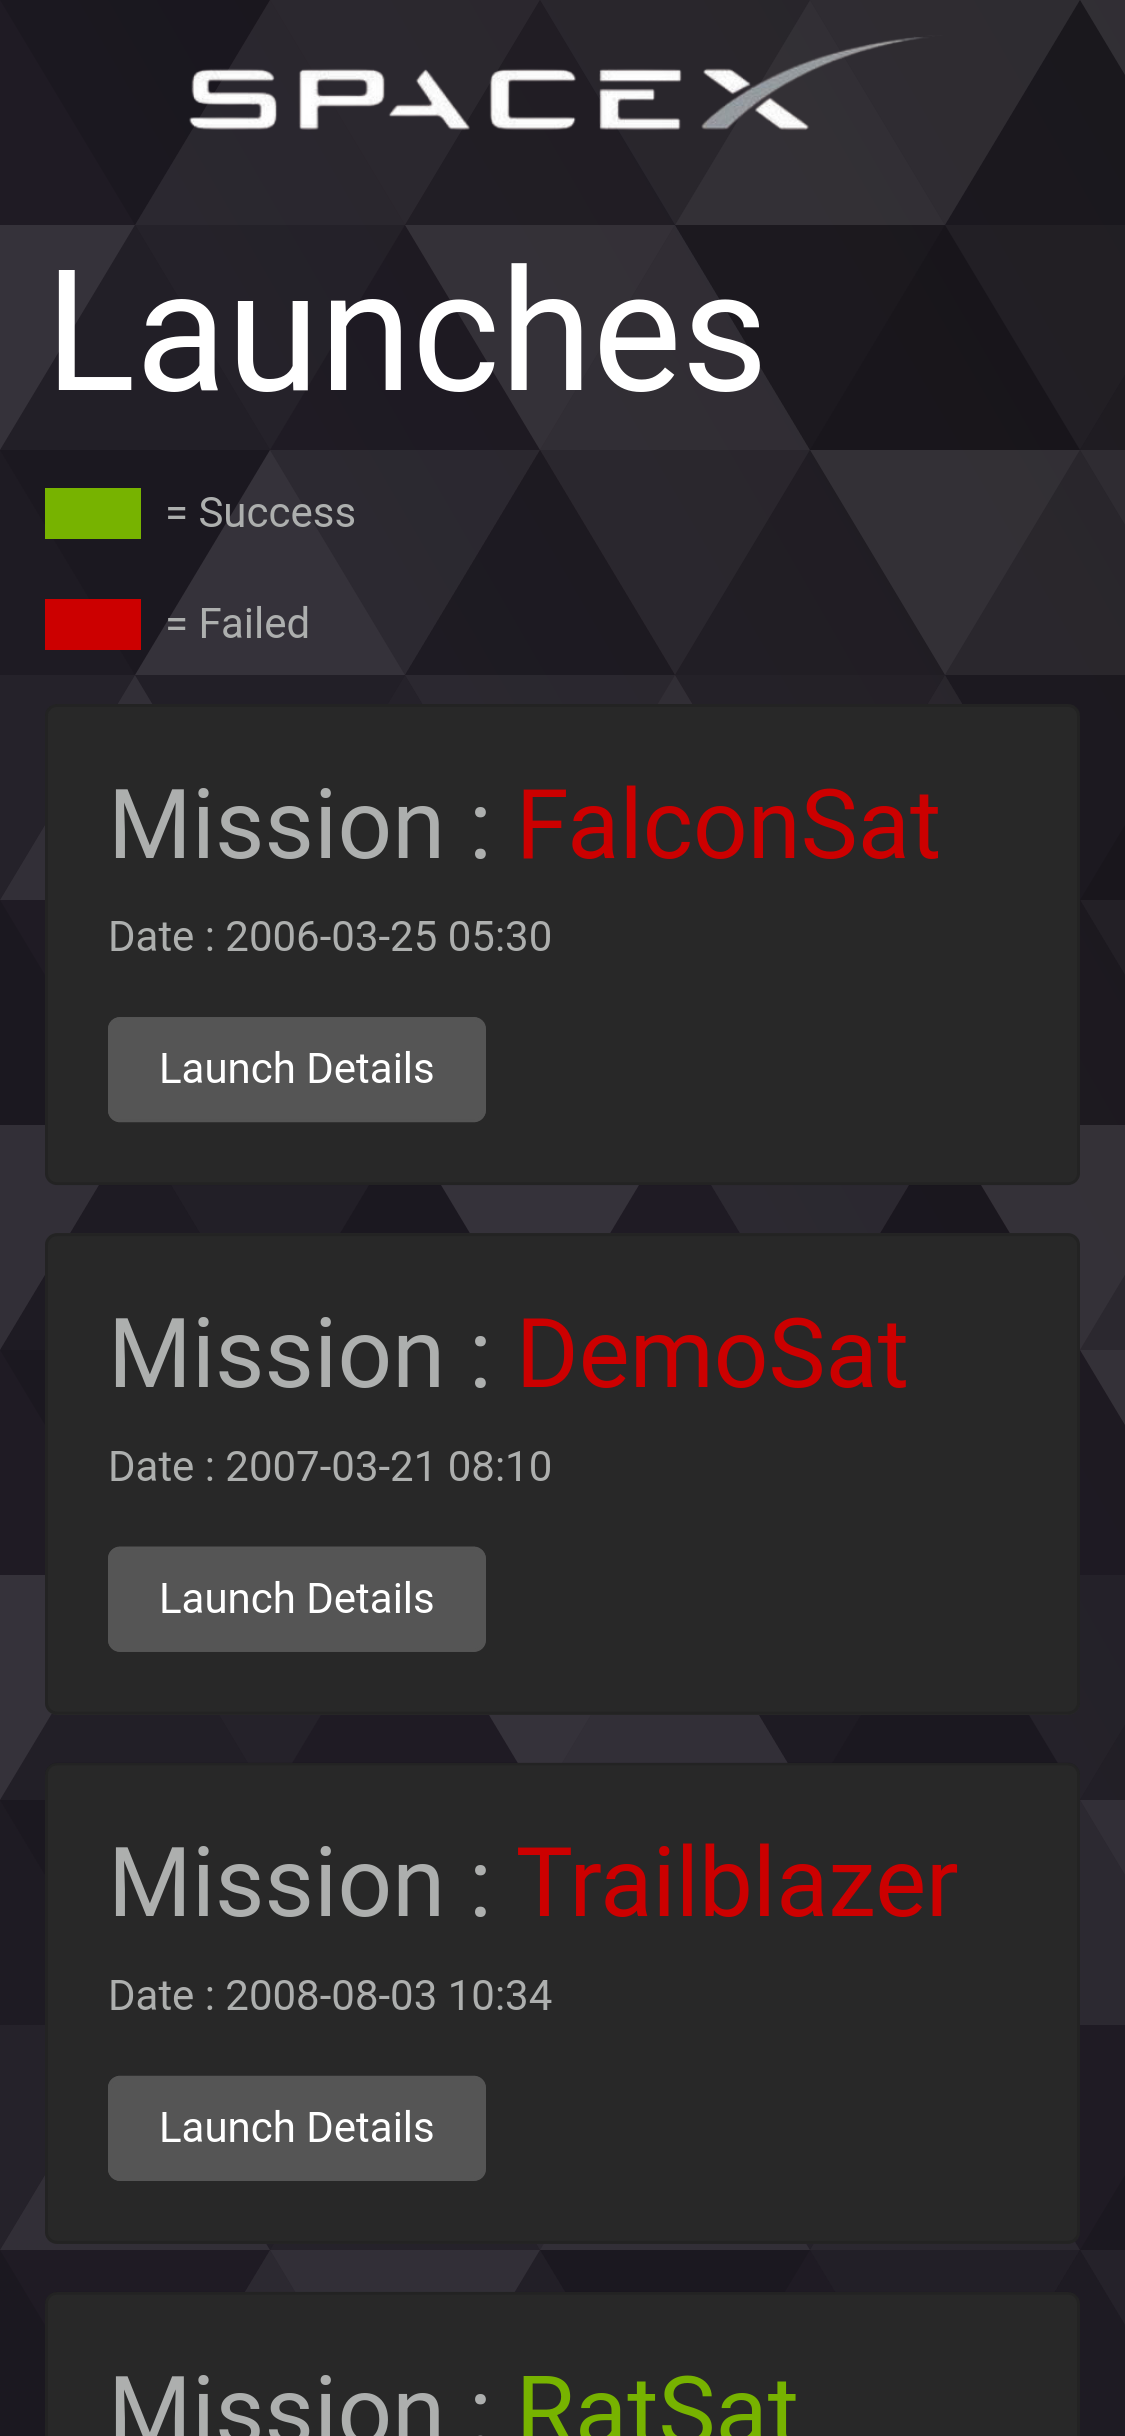 SPACEX
Launches
= Success
= Failed
Mission : FalconSat
Date : 2006-03-25 05:30
Launch Details
Mission : DemoSat
Date : 2007-03-21 08:10
Launch Details
Mission : Trailblazer
Date : 2008-08-03 10:34
Launch Details
Mission : RatSat